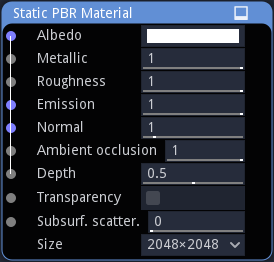 Static PBR Material
Albedo
Metallic 1
Roughness 1
Emission 1
Normal 1
Ambient occlusion 1
Depth 0.5
Transparency
Subsurf. scatter. 0
Size 2048×2048